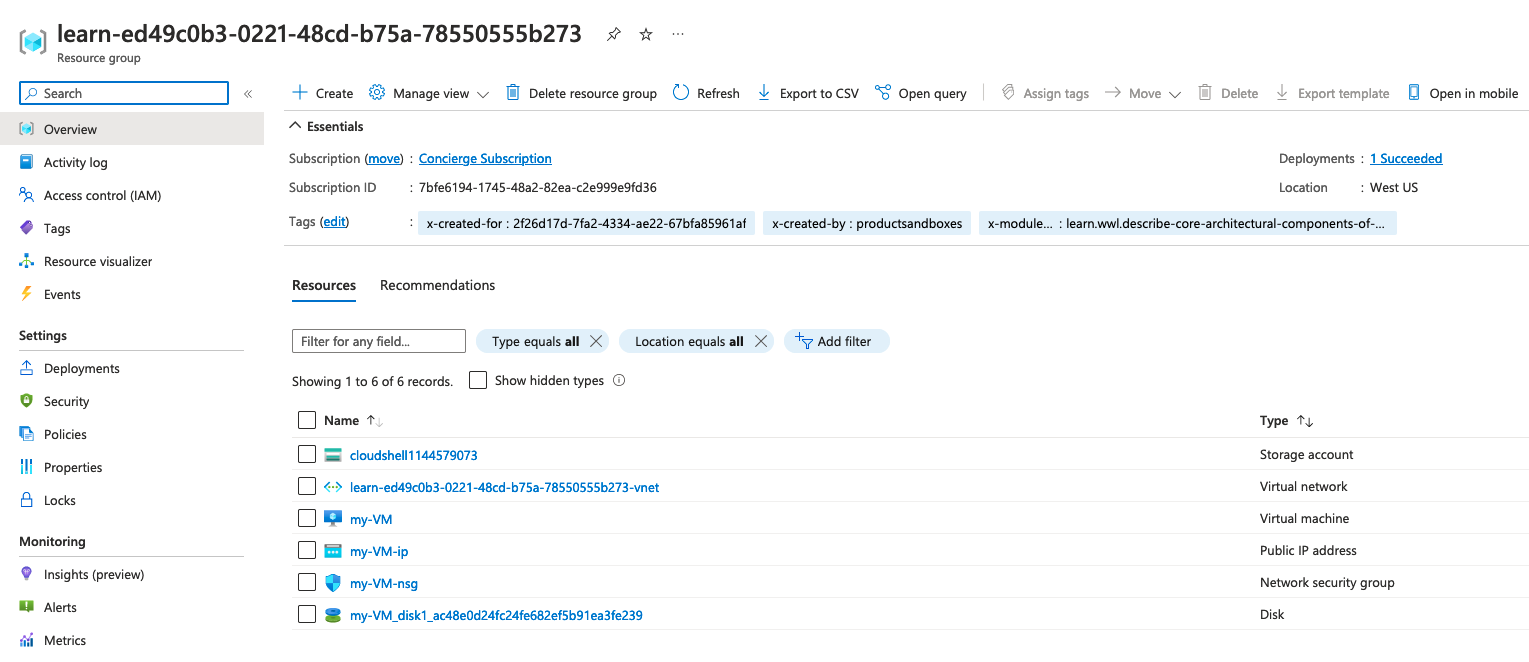 learn-ed49c0b3-0221-48cd-b75a-78550555b273
Resource group
Search
Overview
Activity log
Access control (IAM)
Tags
Resource visualizer
Events
Settings
Deployments
Security
Policies
Properties
Locks
Monitoring
Insights (preview)
Alerts
Metrics
Create Manage view Delete resource group Refresh Export to CSV Open query Assign tags Move Delete Export template Open in mobile
Essentials
Subscription (move) : Concierge Subscription Deployments : 1 Succeeded
Subscription ID : 7bfe6194-1745-48a2-82ea-c2e999e9fd36 Location : West US
Tags (edit) : x-created-for : 2f26d17d-7fa2-4334-ae22-67bfa85961af x-created-by : productsandboxes x-module... : learn.wwl.describe-core-architectural-components-of-...
Resources Recommendations
Filter for any field... Type equals all Location equals all Add filter
Showing 1 to 6 of 6 records. Show hidden types
Name Type
cloudshell1144579073 Storage account
learn-ed49c0b3-0221-48cd-b75a-78550555b273-vnet Virtual network
my-VM Virtual machine
my-VM-ip Public IP address
my-VM-nsg Network security group
my-VM_disk1_ac48e0d24fc24fe682ef5b91ea3fe239 Disk